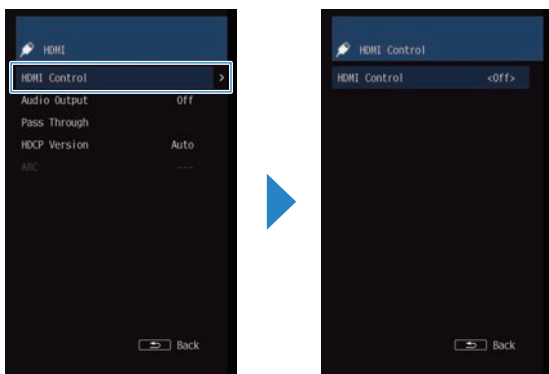 HDMI
HDMI Control >
Audio Output Off
Pass Through
HDCP Version Auto
ARC ---
Back
HDMI Control
HDMI Control <Off>
Back